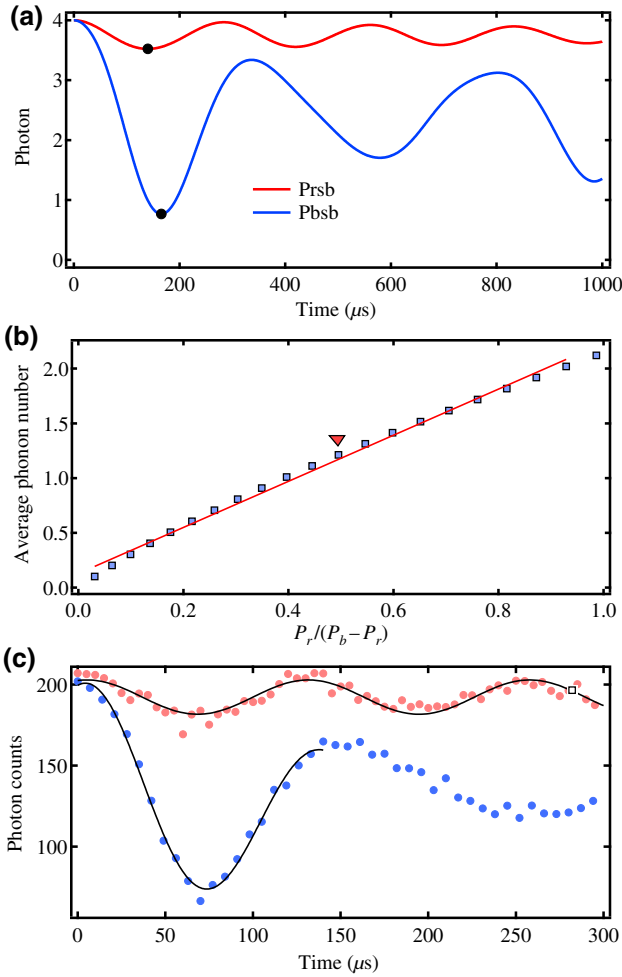 (a)
4
3
2
1
0
Photon
Prsb
Pbsb
0 200 400 600 800 1000
Time (μs)
(b)
2.0
1.5
1.0
0.5
0.0
Average phonon nunber
0.0 0.2 0.4 0.6 0.8 1.0
Pr/(Pb−Pr)
(c)
200
150
100
Photon counts
0 50 100 150 200 250 300
Time (μs)